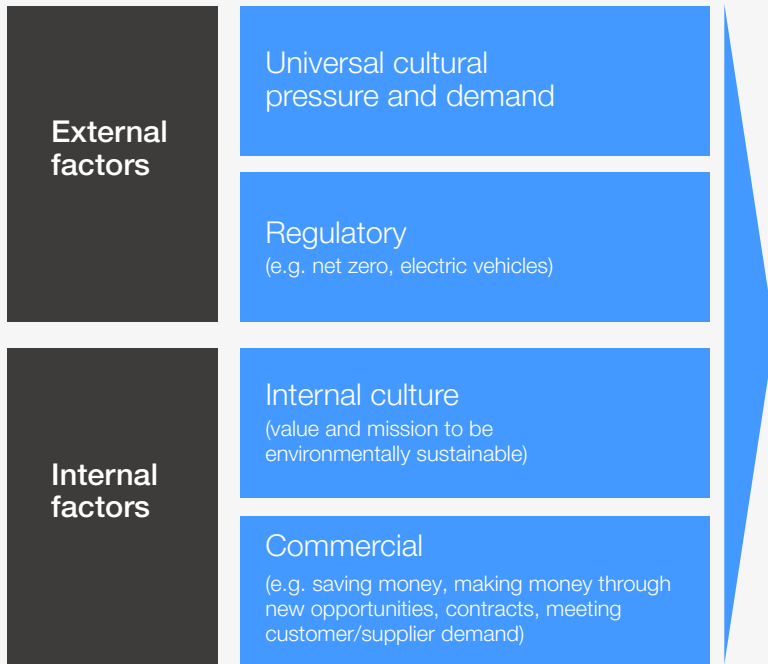 External
factors
Universal cultural
pressure and demand
Regulatory
(e.g. net zero, electric vehicles)
Internal
factors
Internal culture
(value and mission to be
environmentally sustainable)
Commercial
(e.g. saving money, making money through
new opportunities, contracts, meeting
customer/supplier demand)